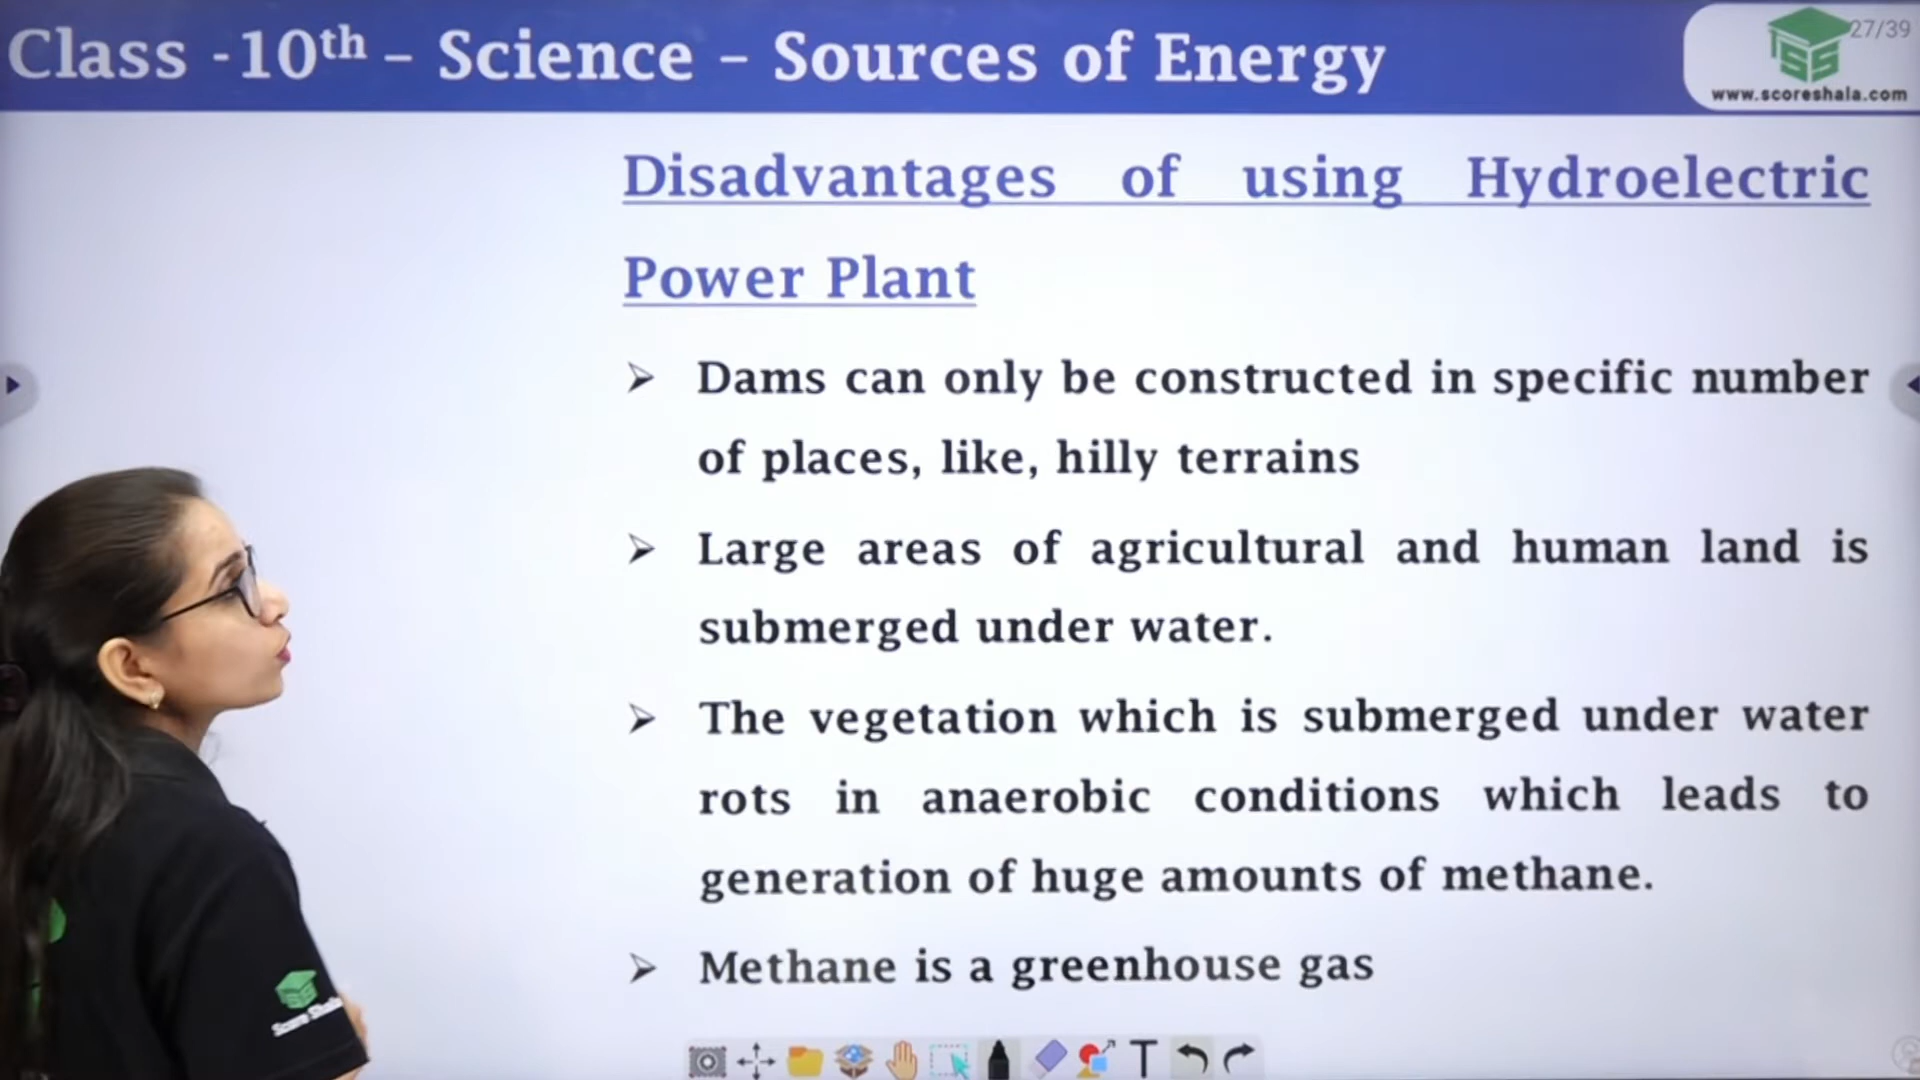 Class -10th – Science – Sources of Energy
27/39
www.scoreshala.com
Disadvantages of using Hydroelectric
Power Plant
➢ Dams can only be constructed in specific number
of places, like, hilly terrains
➢ Large areas of agricultural and human land is
submerged under water.
➢ The vegetation which is submerged under water
rots in anaerobic conditions which leads to
generation of huge amounts of methane.
➢ Methane is a greenhouse gas
Score Shala
T